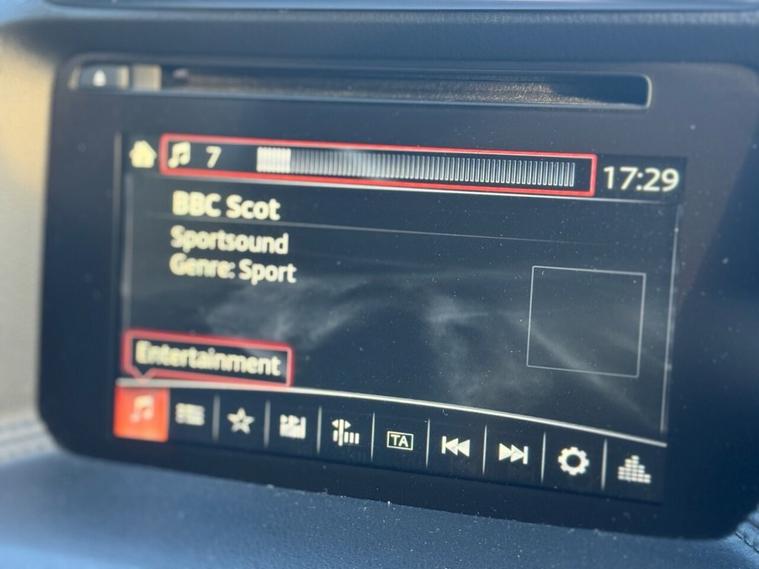 7
17:29
BBC Scot
Sportsound
Genre: Sport
Entertainment
TA